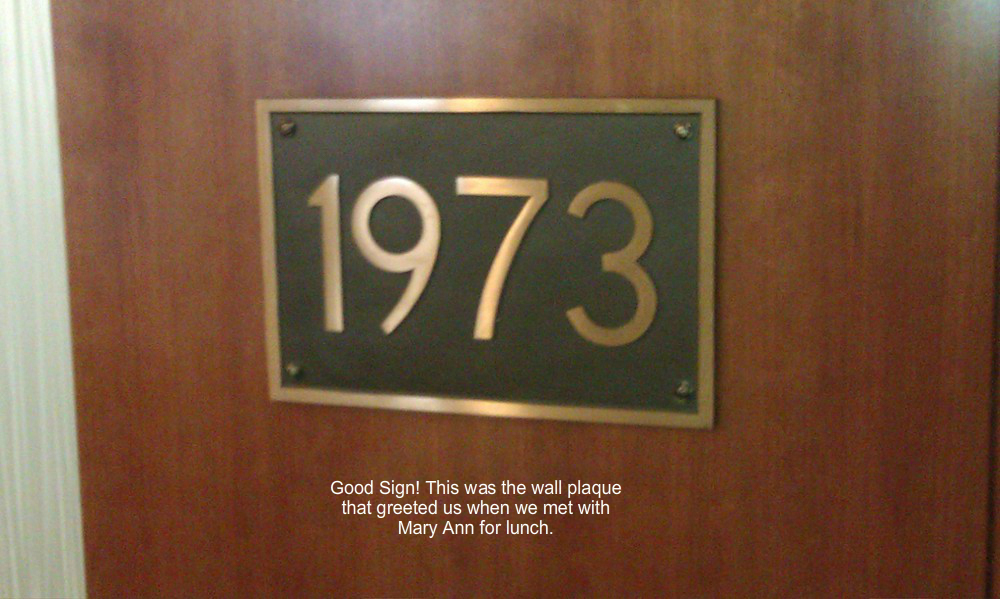 1973
Good Sign! This was the wall plaque
that greeted us when we met with
Mary Ann for lunch.